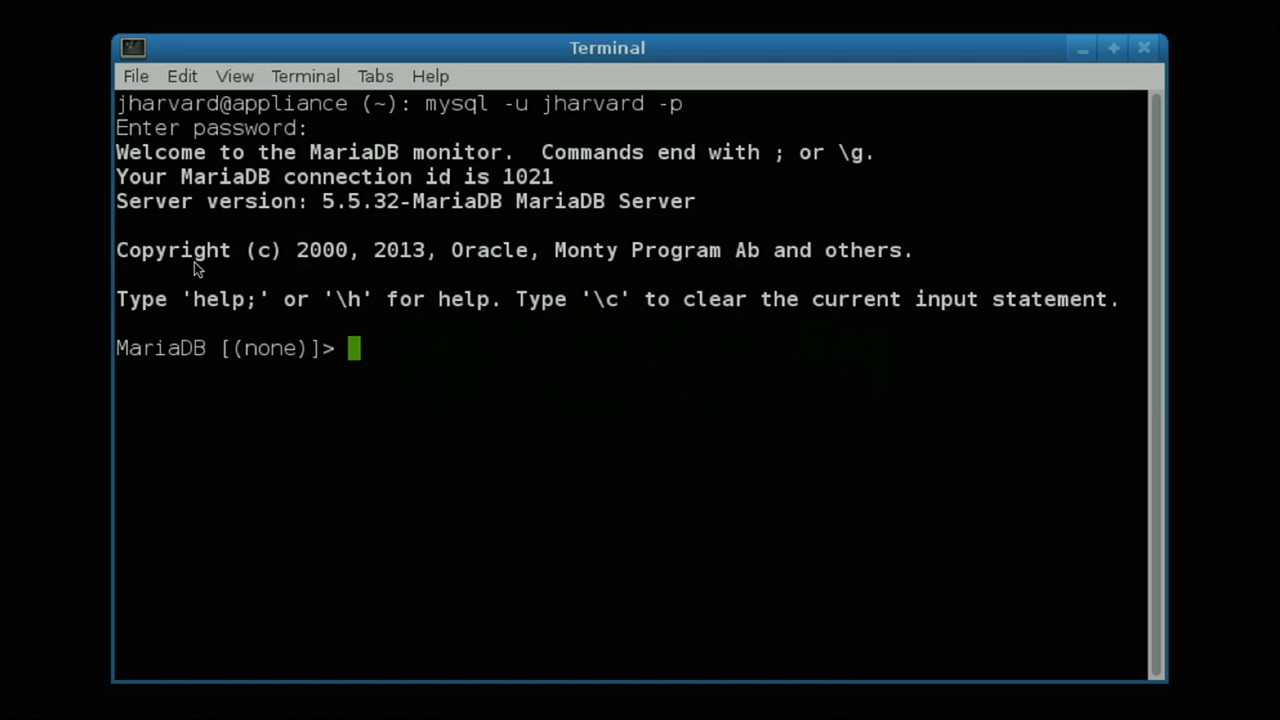 Terminal
File Edit View Terminal Tabs Help
jharvard@appliance (~): mysql -u jharvard -p
Enter password:
Welcome to the MariaDB monitor.  Commands end with ; or \g.
Your MariaDB connection id is 1021
Server version: 5.5.32-MariaDB MariaDB Server
Copyright (c) 2000, 2013, Oracle, Monty Program Ab and others.
Type 'help;' or '\h' for help. Type '\c' to clear the current input statement.
MariaDB [(none)]>